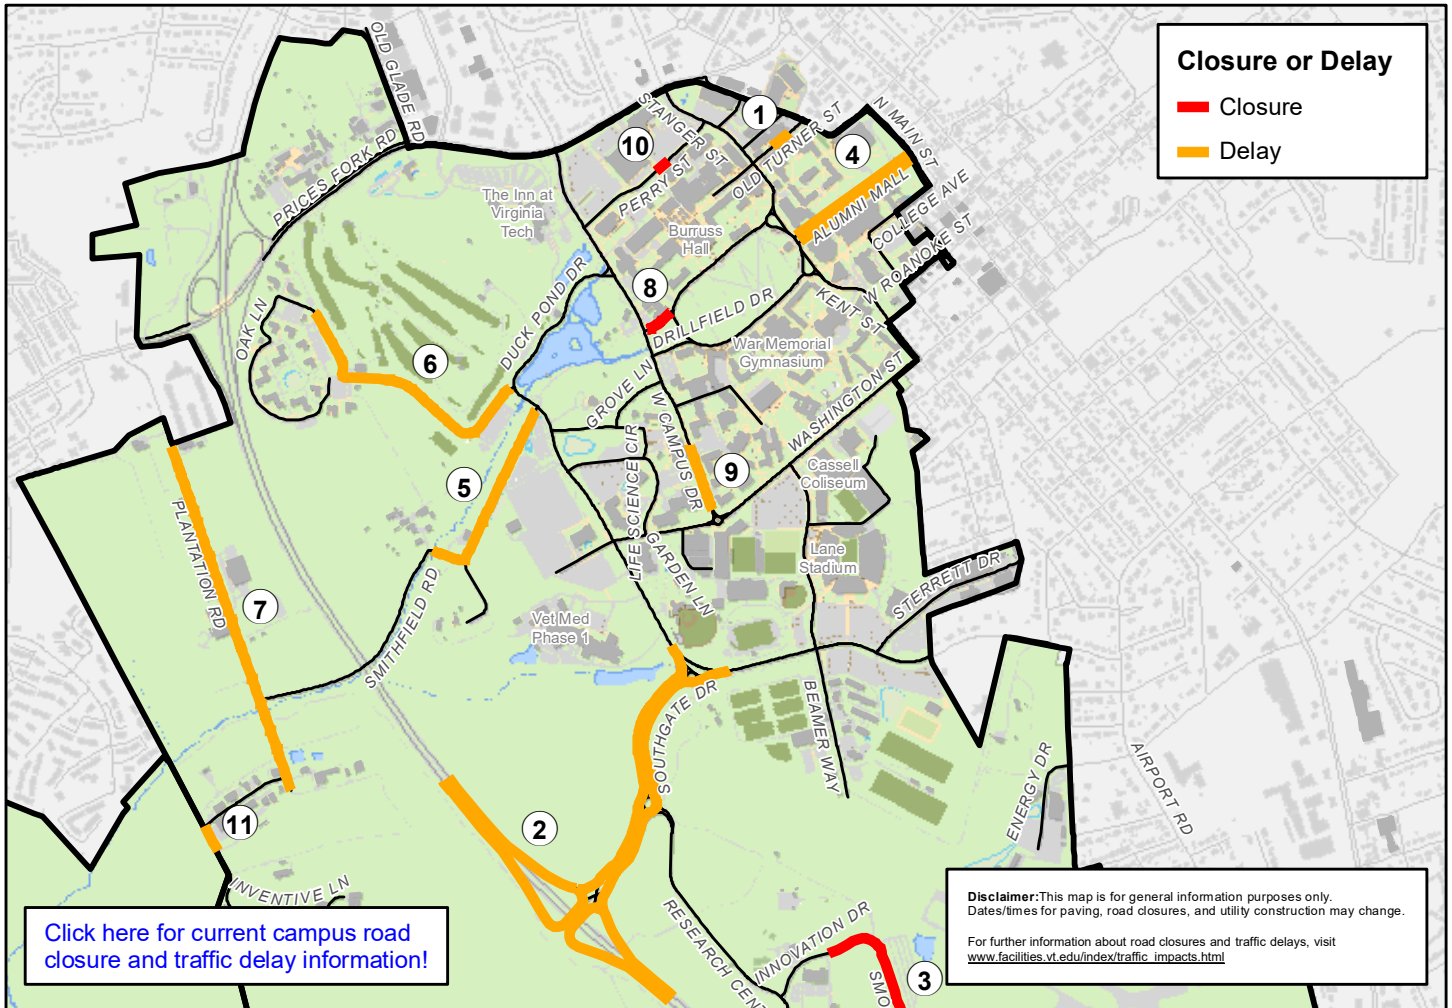 Closure or Delay
Closure
Delay
OLD GLADE RD
PRICES FORK RD
STANGER ST
1
OLD TURNER ST
N MAIN ST
10
PERRY ST
4
ALUMNI MALL
COLLEGE AVE
W ROANOKE ST
The Inn at
Virginia
Tech
Burruss
Hall
DUCK POND DR
8
DRILLFIELD DR
KENT ST
OAK LN
6
War Memorial
Gymnasium
GROVE LN
W CAMPUS DR
WASHINGTON ST
LIFE SCIENCE CIR
9
Cassell
Coliseum
5
PLANTATION RD
GARDEN LN
Lane
Stadium
STERRETT DR
7
SMITHFIELD RD
Vet Med
Phase 1
SOUTHGATE DR
BEAMER WAY
ENERGY DR
AIRPORT RD
2
11
INVENTIVE LN
RESEARCH CENT
INNOVATION DR
SMO
3
Click here for current campus road
closure and traffic delay information!
Disclaimer:This map is for general information purposes only.
Dates/times for paving, road closures, and utility construction may change.
For further information about road closures and traffic delays, visit
www.facilities.vt.edu/index/traffic_impacts.html